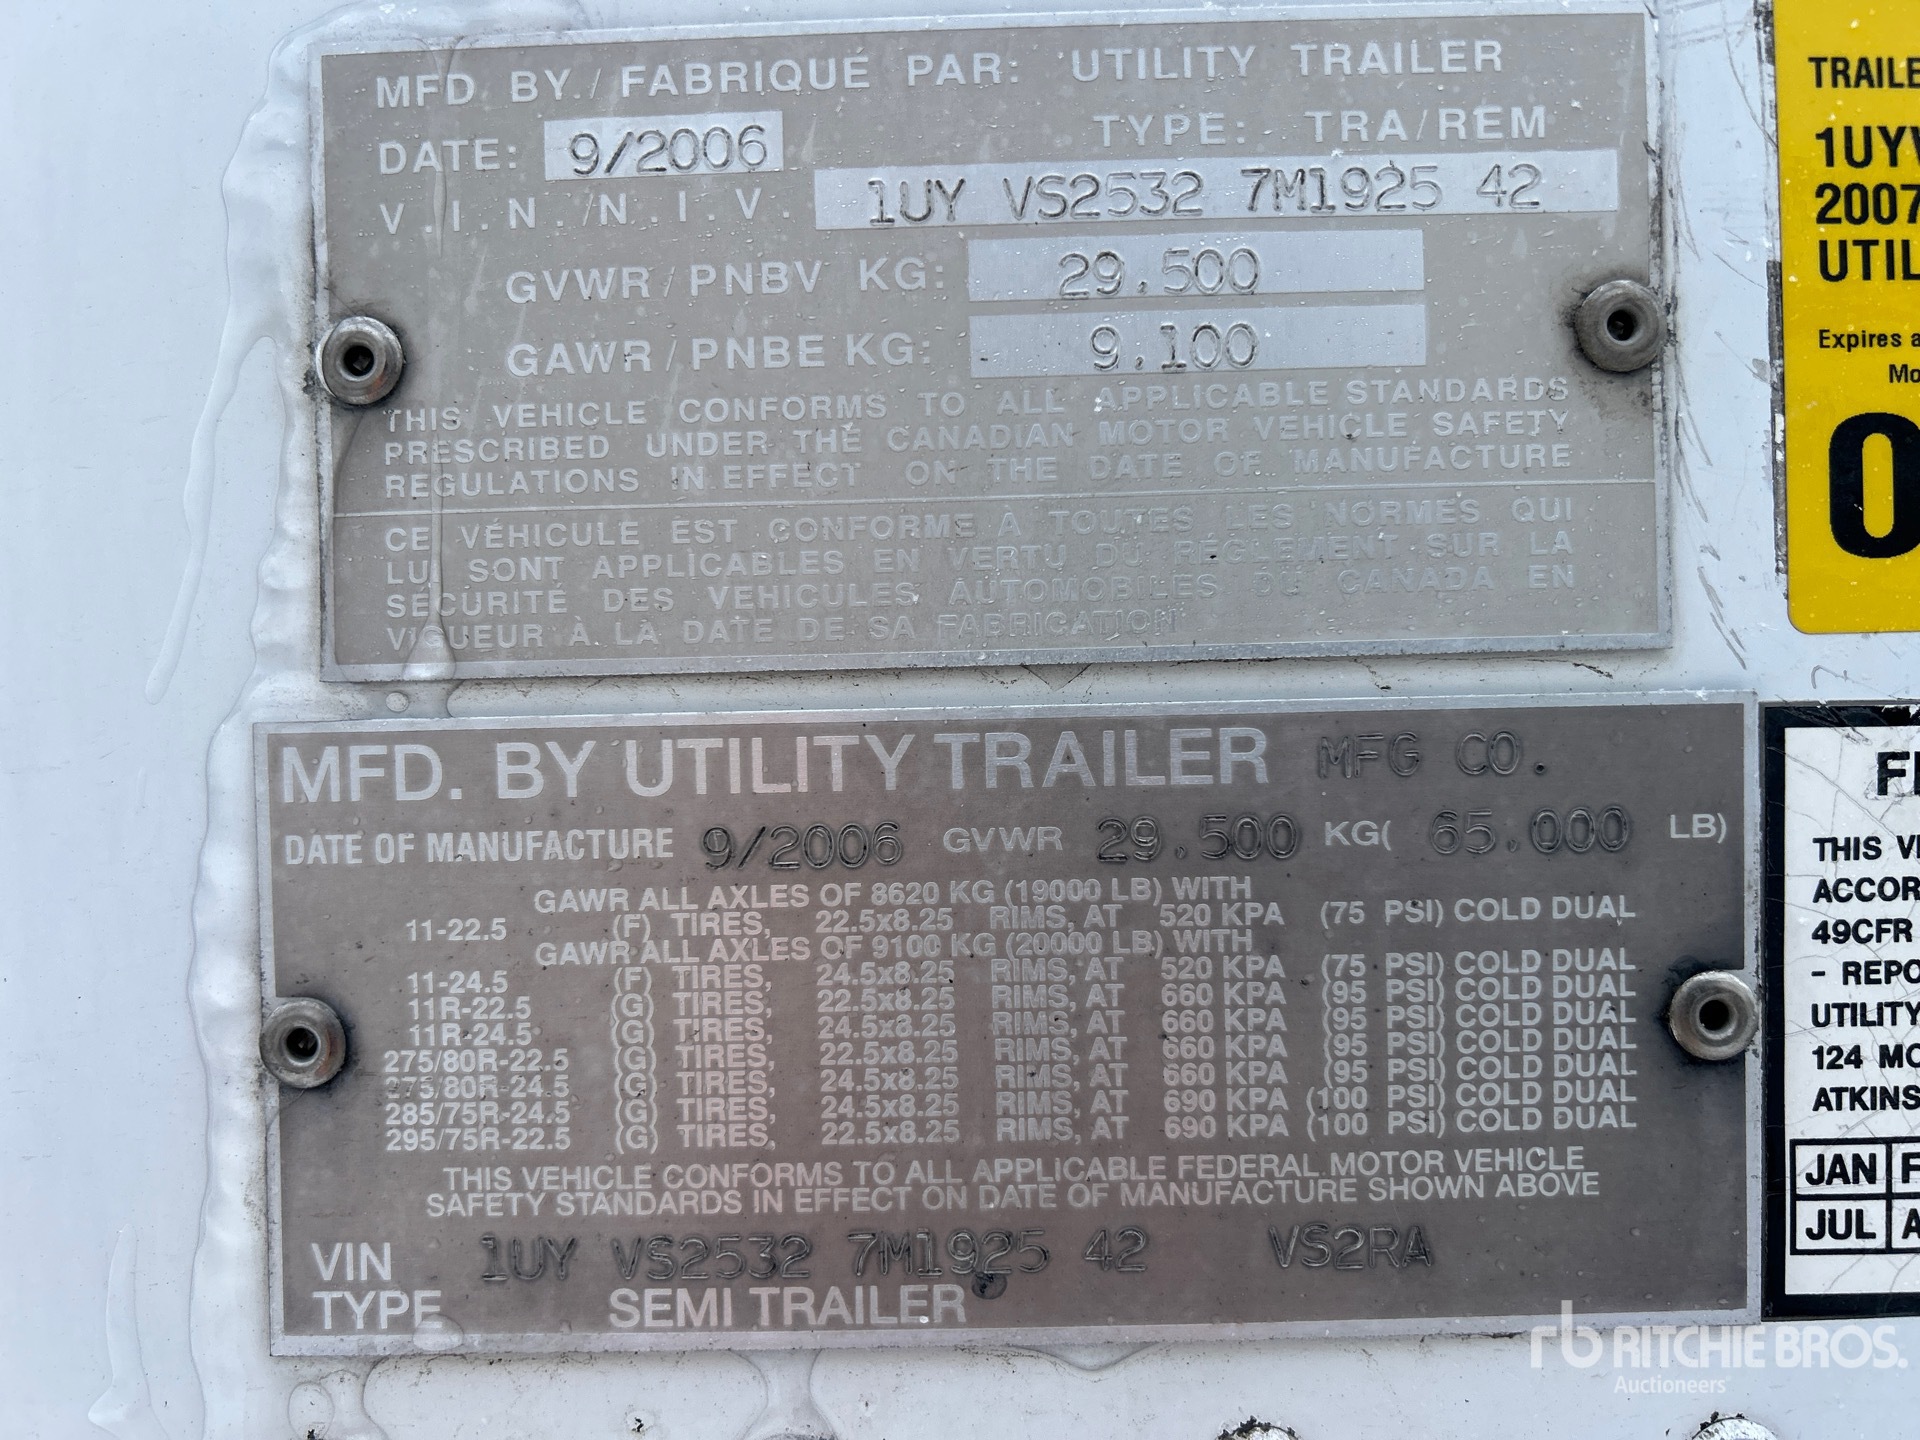 MFD BY / FABRIQUÉ PAR: UTILITY TRAILER
DATE: 9/2006 TYPE: TRA/REM
V.I.N./N.I.V. 1UY VS2532 7M1925 42
GVWR/PNBV KG: 29,500
GAWR/PNBE KG: 9,100
THIS VEHICLE CONFORMS TO ALL APPLICABLE STANDARDS
PRESCRIBED UNDER THE CANADIAN MOTOR VEHICLE SAFETY
REGULATIONS IN EFFECT ON THE DATE OF MANUFACTURE
CE VÉHICULE EST CONFORME À TOUTES LES NORMES QUI
LUI SONT APPLICABLES EN VERTU DU RÉGLEMENT SUR LA
SÉCURITÉ DES VEHICULES AUTOMOBILES DU CANADA EN
VIGUEUR À LA DATE DE SA FABRICATION
MFD. BY UTILITY TRAILER MFG CO.
DATE OF MANUFACTURE 9/2006 GVWR 29,500 KG( 65,000 LB)
GAWR ALL AXLES OF 8620 KG (19000 LB) WITH
11-22.5 (F) TIRES, 22.5x8.25 RIMS, AT 520 KPA (75 PSI) COLD DUAL
GAWR ALL AXLES OF 9100 KG (20000 LB) WITH
11-24.5 (F) TIRES, 24.5x8.25 RIMS, AT 520 KPA (75 PSI) COLD DUAL
11R-22.5 (G) TIRES, 22.5x8.25 RIMS, AT 660 KPA (95 PSI) COLD DUAL
11R-24.5 (G) TIRES, 24.5x8.25 RIMS, AT 660 KPA (95 PSI) COLD DUAL
275/80R-22.5 (G) TIRES, 22.5x8.25 RIMS, AT 660 KPA (95 PSI) COLD DUAL
275/80R-24.5 (G) TIRES, 24.5x8.25 RIMS, AT 660 KPA (95 PSI) COLD DUAL
285/75R-24.5 (G) TIRES, 24.5x8.25 RIMS, AT 690 KPA (100 PSI) COLD DUAL
295/75R-22.5 (G) TIRES, 22.5x8.25 RIMS, AT 690 KPA (100 PSI) COLD DUAL
THIS VEHICLE CONFORMS TO ALL APPLICABLE FEDERAL MOTOR VEHICLE
SAFETY STANDARDS IN EFFECT ON DATE OF MANUFACTURE SHOWN ABOVE
VIN 1UY VS2532 7M1925 42 VS2RA
TYPE SEMI TRAILER
TRAILE
1UYV
2007
UTIL
Expires a
Mo
0
F
THIS V
ACCOR
49CFR
- REPO
UTILITY
124 MO
ATKINS
JAN F
JUL A
rb RITCHIE BROS.
Auctioneers